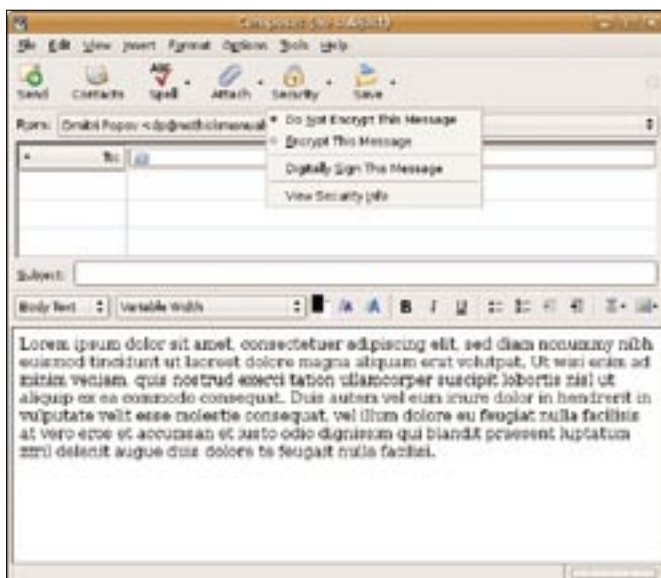 Compose: (no subject)
File Edit View Insert Format Options Tools Help
Send Contacts Spell Attach Security Save
From: Dmitri Popov
Do Not Encrypt This Message
Encrypt This Message
Digitally Sign This Message
View Security Info
To:
Subject:
Body Text Variable Width
Lorem ipsum dolor sit amet, consectetuer adipiscing elit, sed diam nonummy nibh
euismod tincidunt ut laoreet dolore magna aliquam erat volutpat. Ut wisi enim ad
minim veniam, quis nostrud exerci tation ullamcorper suscipit lobortis nisl ut
aliquip ex ea commodo consequat. Duis autem vel eum iriure dolor in hendrerit in
vulputate velit esse molestie consequat, vel illum dolore eu feugiat nulla facilisis
at vero eros et accumsan et iusto odio dignissim qui blandit praesent luptatum
zzril delenit augue duis dolore te feugait nulla facilisi.